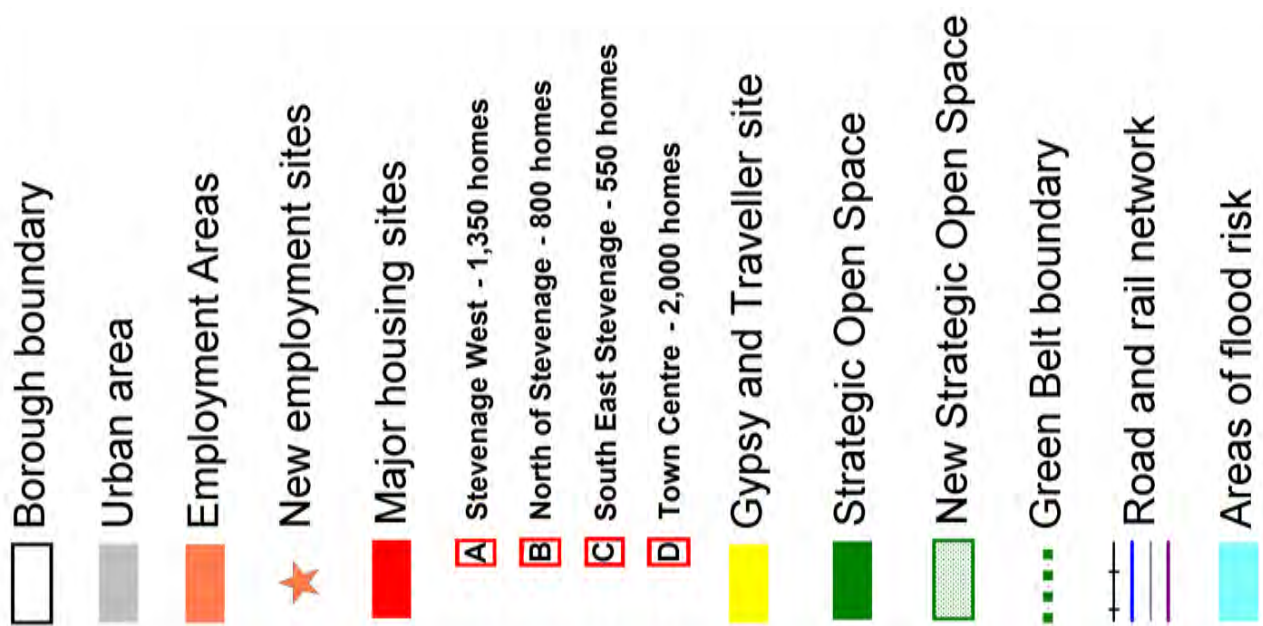 Borough boundary
Urban area
Employment Areas
New employment sites
Major housing sites
A Stevenage West - 1,350 homes
B North of Stevenage - 800 homes
C South East Stevenage - 550 homes
D Town Centre - 2,000 homes
Gypsy and Traveller site
Strategic Open Space
New Strategic Open Space
Green Belt boundary
Road and rail network
Areas of flood risk